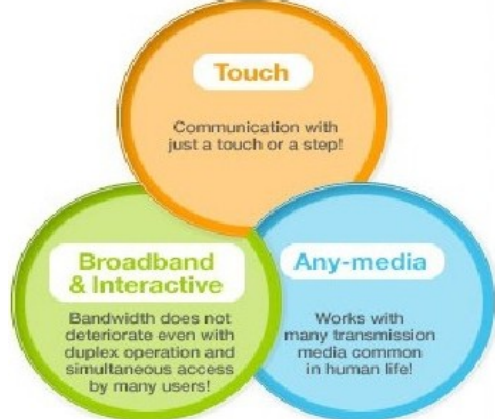 Touch
Communication with
just a touch or a step!
Broadband
& Interactive
Bandwidth does not
deteriorate even with
duplex operation and
simultaneous access
by many users!
Any-media
Works with
many transmission
media common
in human life!